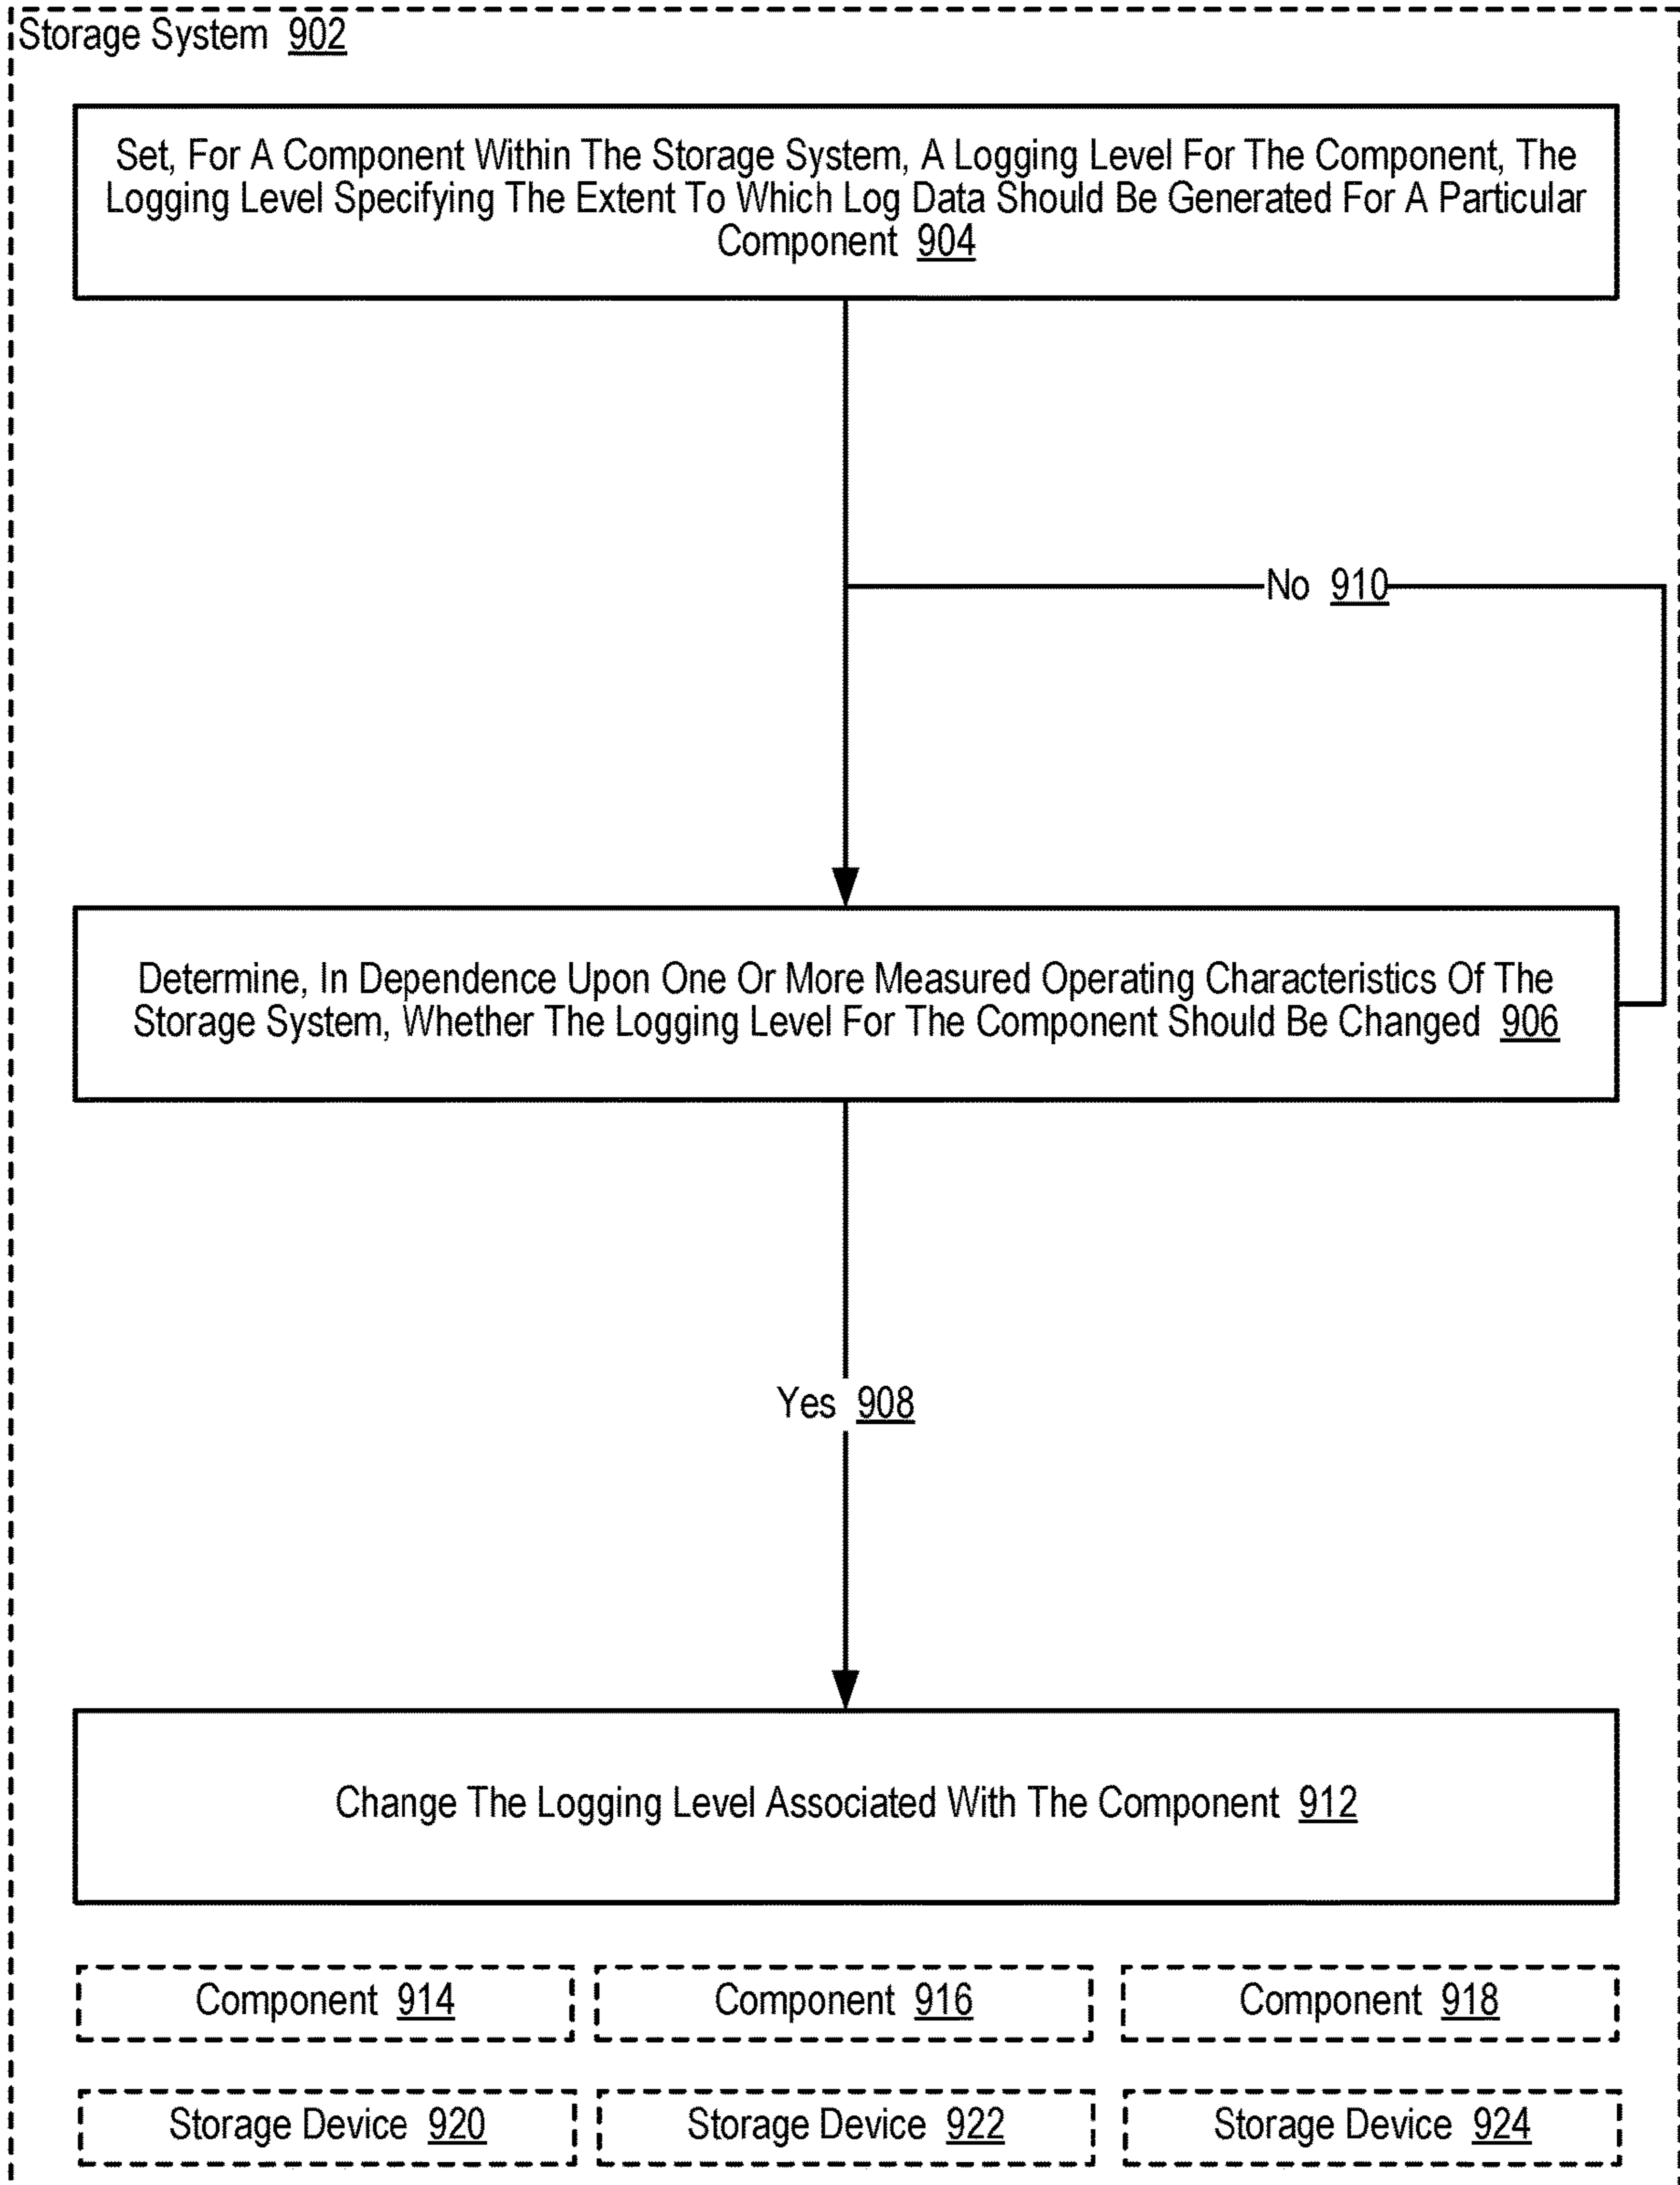 Storage System 902
Set, For A Component Within The Storage System, A Logging Level For The Component, The
Logging Level Specifying The Extent To Which Log Data Should Be Generated For A Particular
Component 904
No 910
Determine, In Dependence Upon One Or More Measured Operating Characteristics Of The
Storage System, Whether The Logging Level For The Component Should Be Changed 906
Yes 908
Change The Logging Level Associated With The Component 912
Component 914
Component 916
Component 918
Storage Device 920
Storage Device 922
Storage Device 924